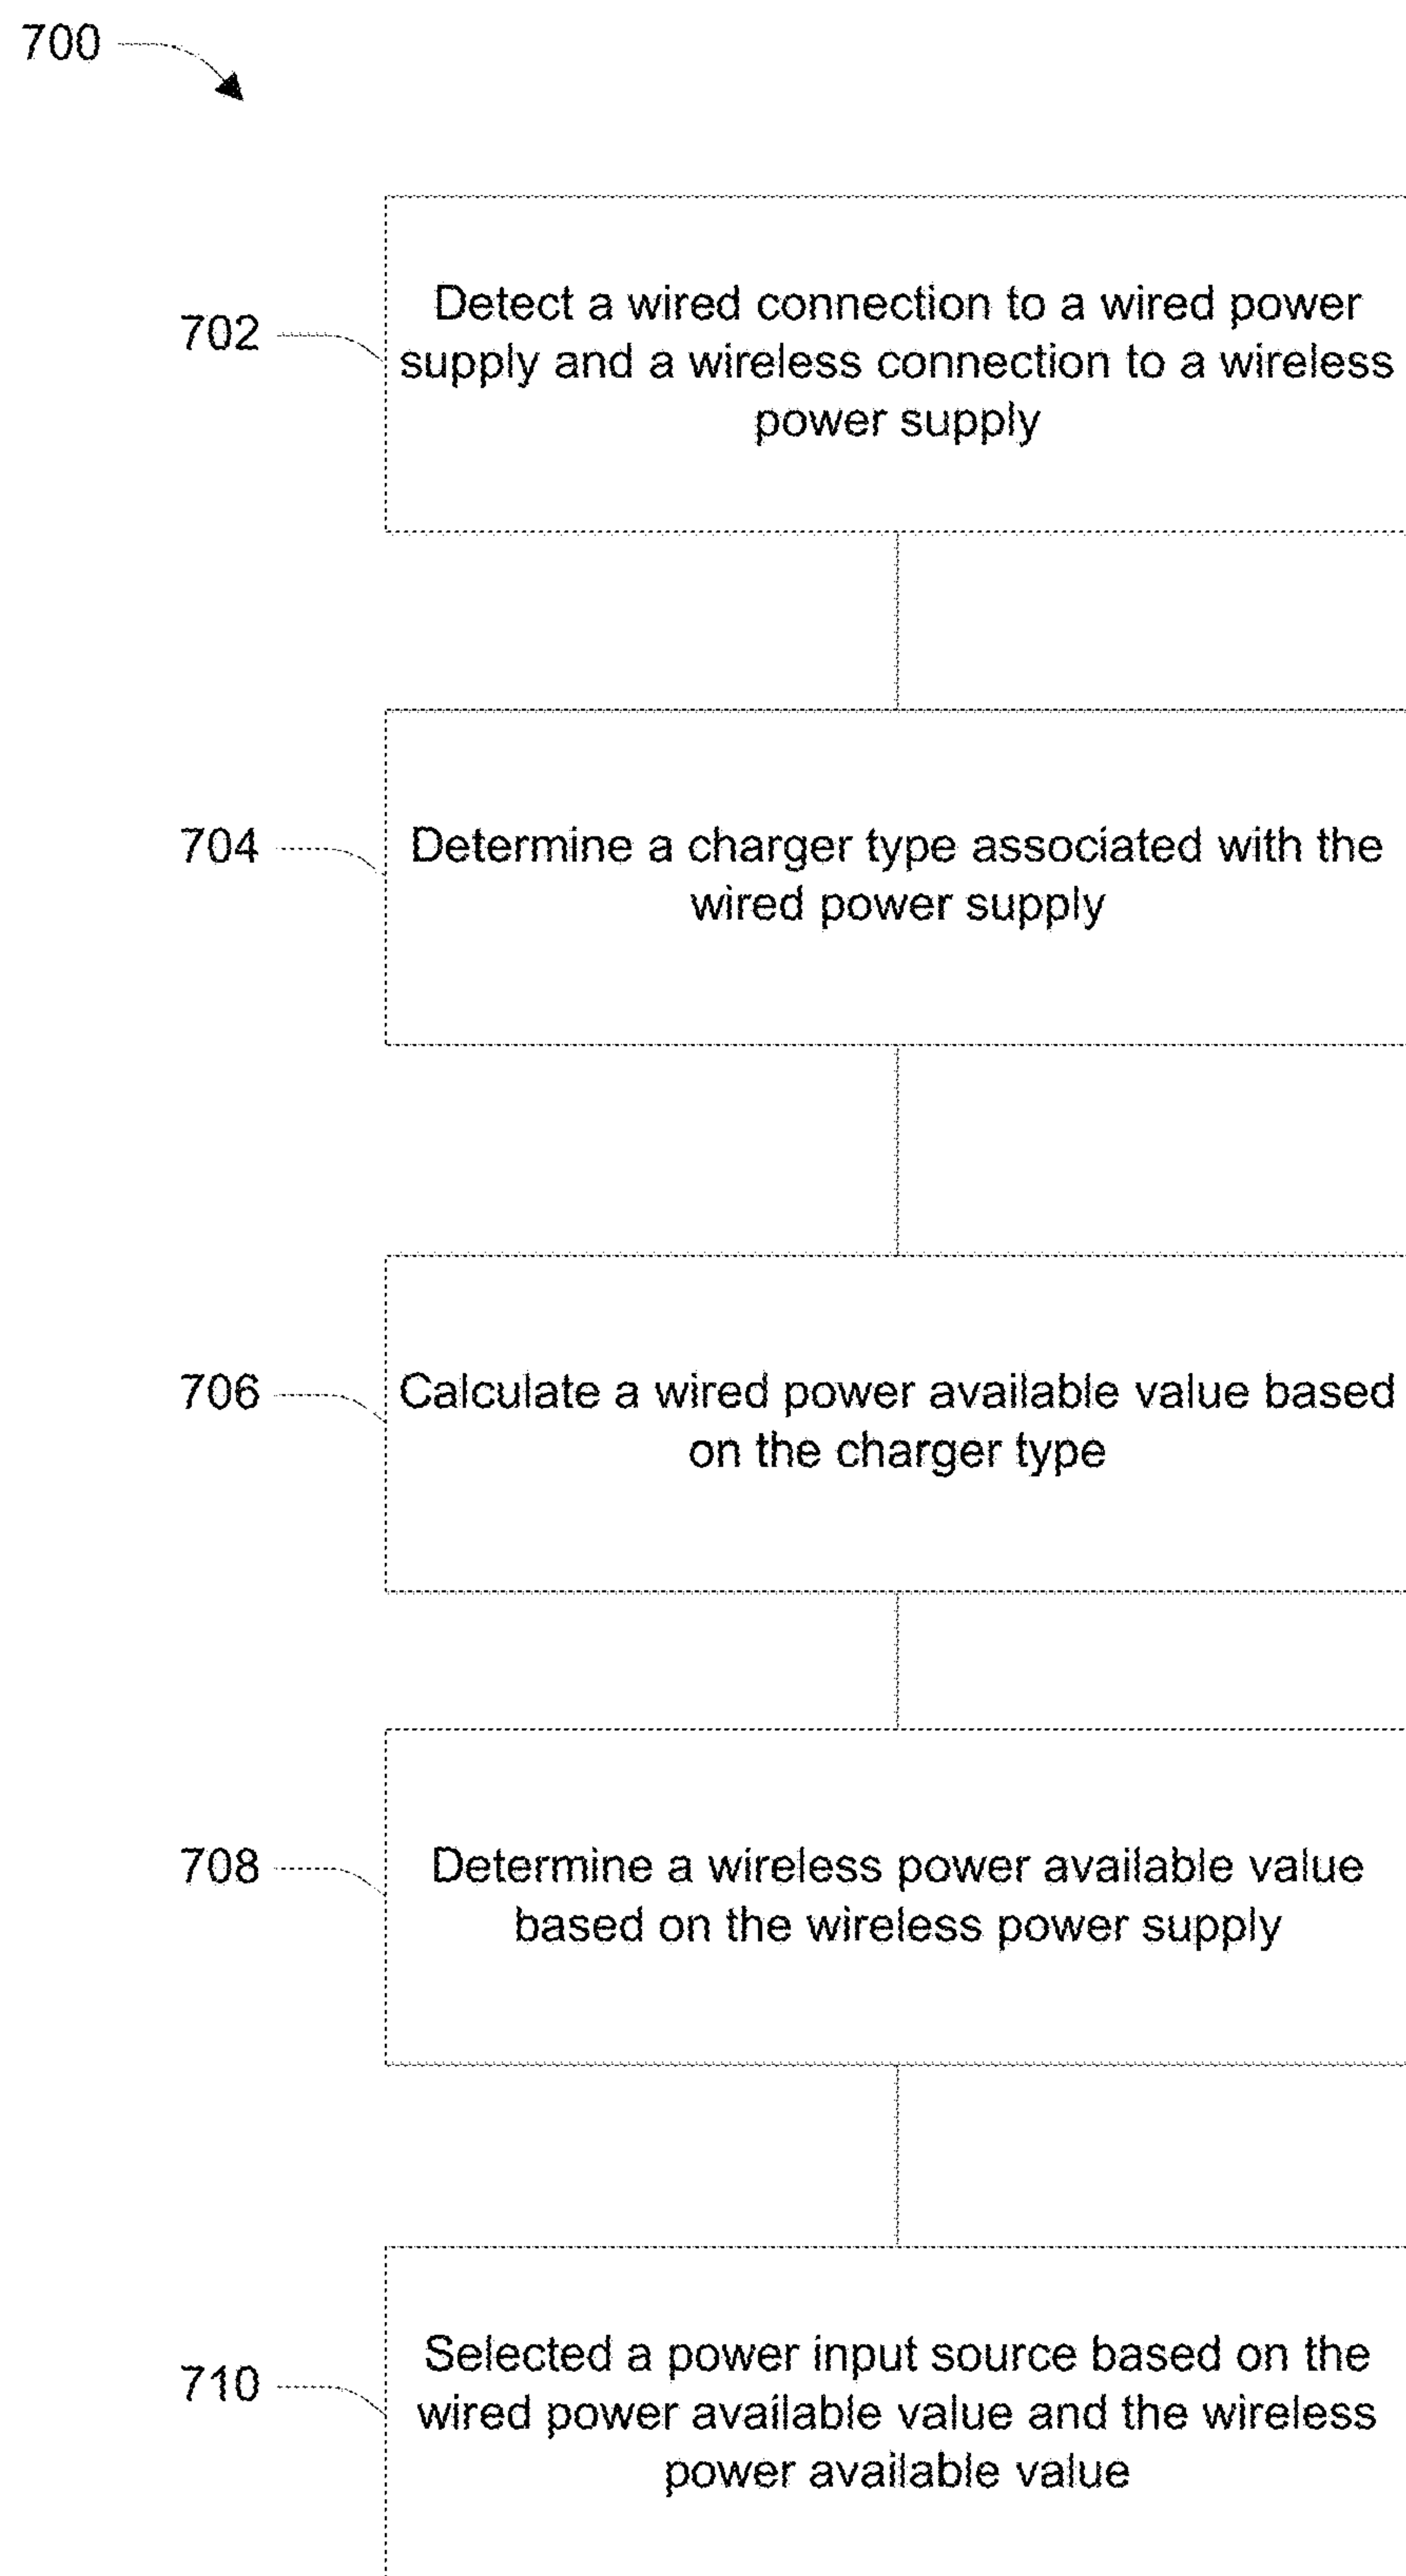 700
702
Detect a wired connection to a wired power
supply and a wireless connection to a wireless
power supply
704
Determine a charger type associated with the
wired power supply
706
Calculate a wired power available value based
on the charger type
708
Determine a wireless power available value
based on the wireless power supply
710
Selected a power input source based on the
wired power available value and the wireless
power available value